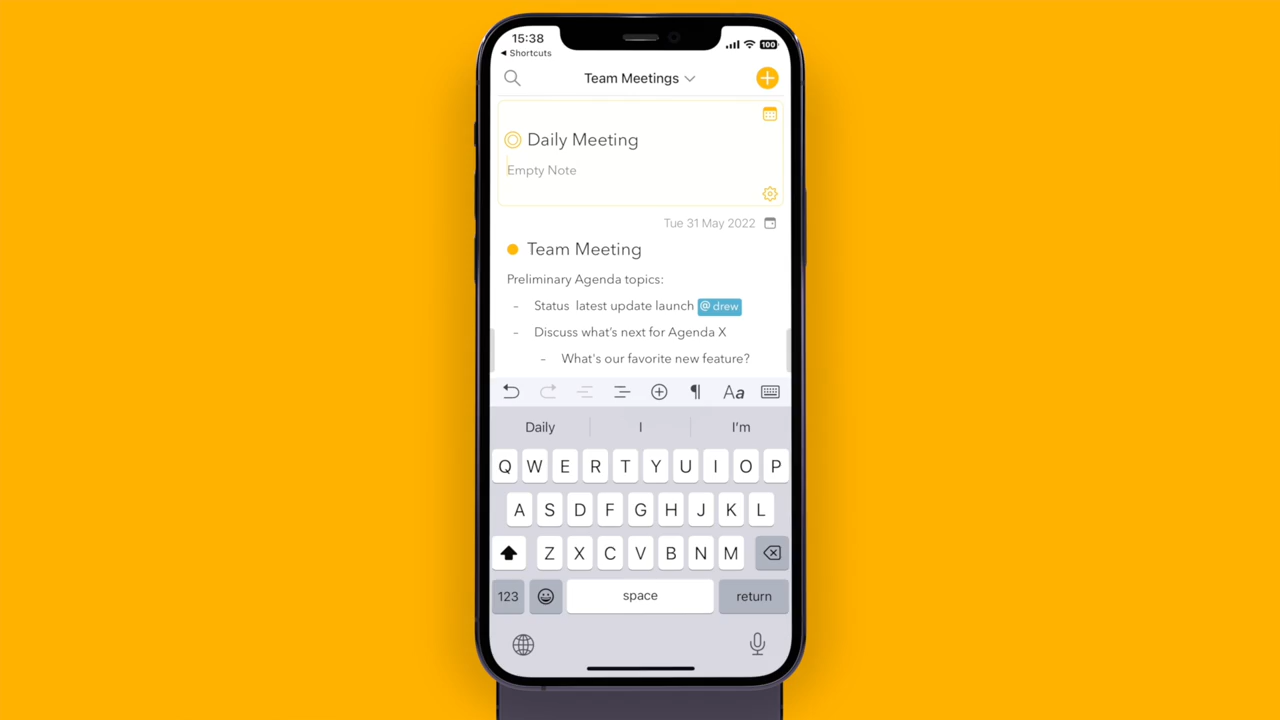 15:38
100
◀ Shortcuts
Team Meetings
Daily Meeting
Empty Note
Tue 31 May 2022
Team Meeting
Preliminary Agenda topics:
- Status latest update launch @drew
- Discuss what's next for Agenda X
- What's our favorite new feature?
Aa
Daily I I'm
Q W E R T Y U I O P
A S D F G H J K L
Z X C V B N M
123 space return